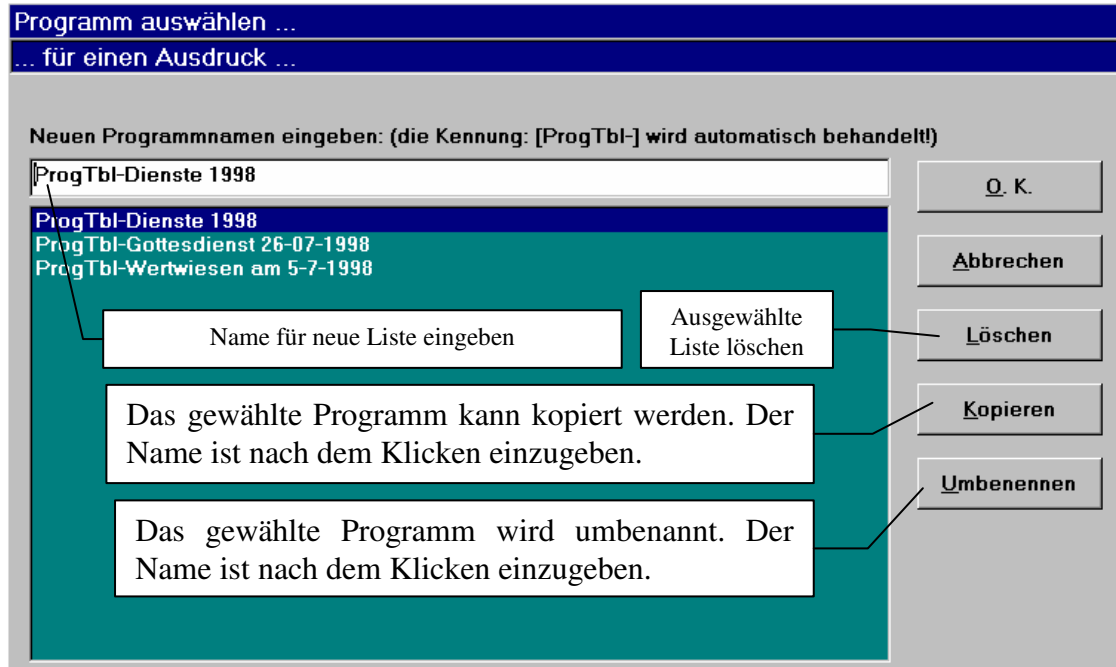 Programm auswählen ...
... für einen Ausdruck ...
Neuen Programmnamen eingeben: (die Kennung: [ProgTbl-] wird automatisch behandelt!)
ProgTbl-Dienste 1998
O. K.
ProgTbl-Dienste 1998
ProgTbl-Gottesdienst 26-07-1998
ProgTbl-Wertwiesen am 5-7-1998
Abbrechen
Name für neue Liste eingeben
Ausgewählte
Liste löschen
Löschen
Das gewählte Programm kann kopiert werden. Der
Name ist nach dem Klicken einzugeben.
Kopieren
Umbenennen
Das gewählte Programm wird umbenannt. Der
Name ist nach dem Klicken einzugeben.